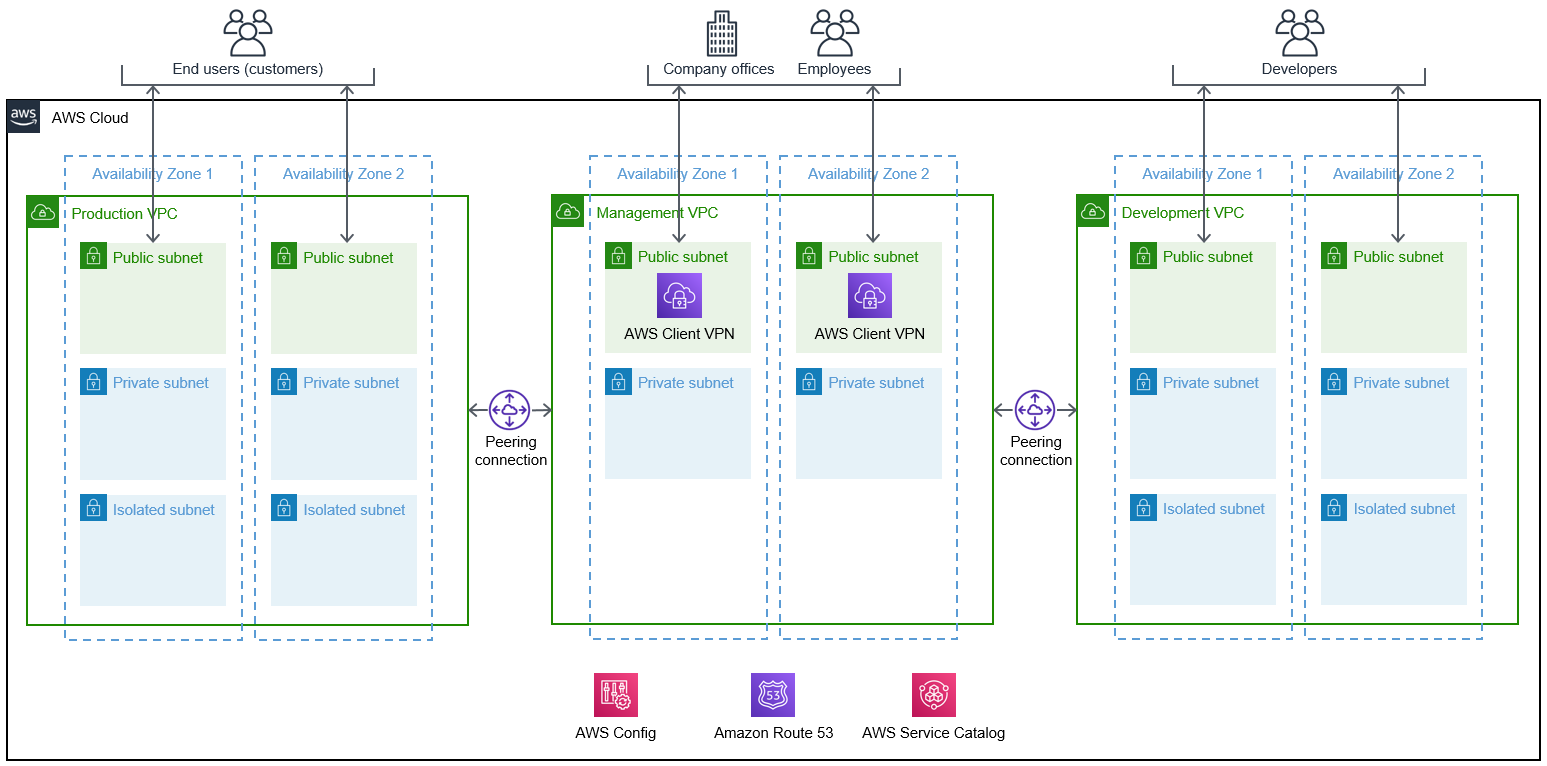 End users (customers)
Company offices
Employees
Developers
aws
AWS Cloud
Availability Zone 1
Availability Zone 2
Availability Zone 1
Availability Zone 2
Availability Zone 1
Availability Zone 2
Production VPC
Management VPC
Development VPC
Public subnet
Public subnet
Public subnet
Public subnet
Public subnet
Public subnet
AWS Client VPN
AWS Client VPN
Private subnet
Private subnet
Private subnet
Private subnet
Private subnet
Private subnet
Peering
connection
Peering
connection
Isolated subnet
Isolated subnet
Isolated subnet
Isolated subnet
53
AWS Config
Amazon Route 53
AWS Service Catalog